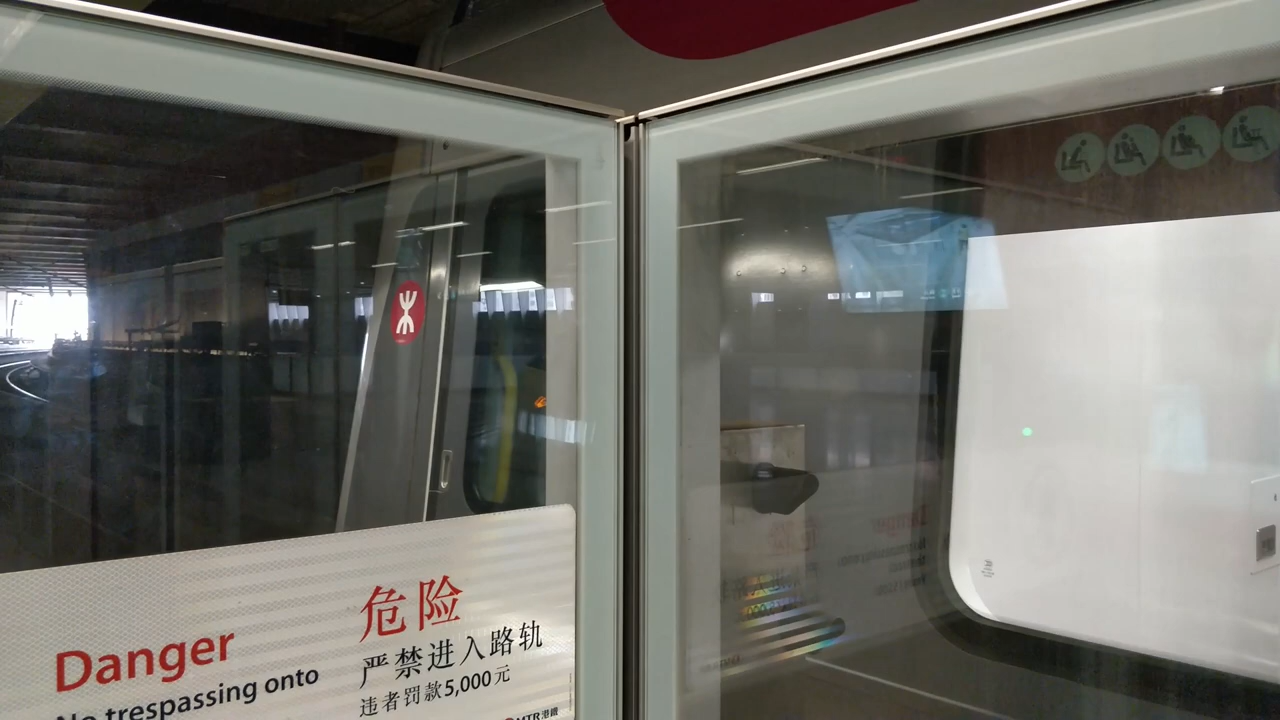 Danger
No trespassing onto
危险
严禁进入路轨
违者罚款5,000元
MTR港鐵